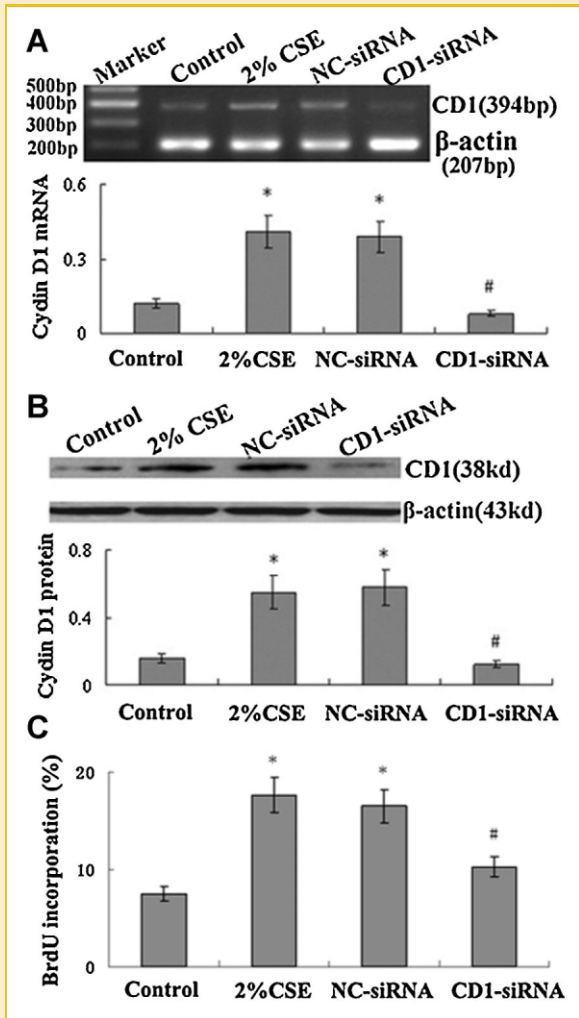 A
Marker Control 2% CSE NC-siRNA CD1-siRNA
500bp
400bp
300bp
200bp
CD1(394bp)
β-actin
(207bp)
Cydin D1 mRNA
0.6
0.3
0
* * #
Control 2%CSE NC-siRNA CD1-siRNA
B
Control 2% CSE NC-siRNA CD1-siRNA
CD1(38kd)
β-actin(43kd)
Cydin D1 protein
0.8
0.4
0
* * #
Control 2%CSE NC-siRNA CD1-siRNA
C
BrdU incorporation (%)
20
10
0
* * #
Control 2%CSE NC-siRNA CD1-siRNA